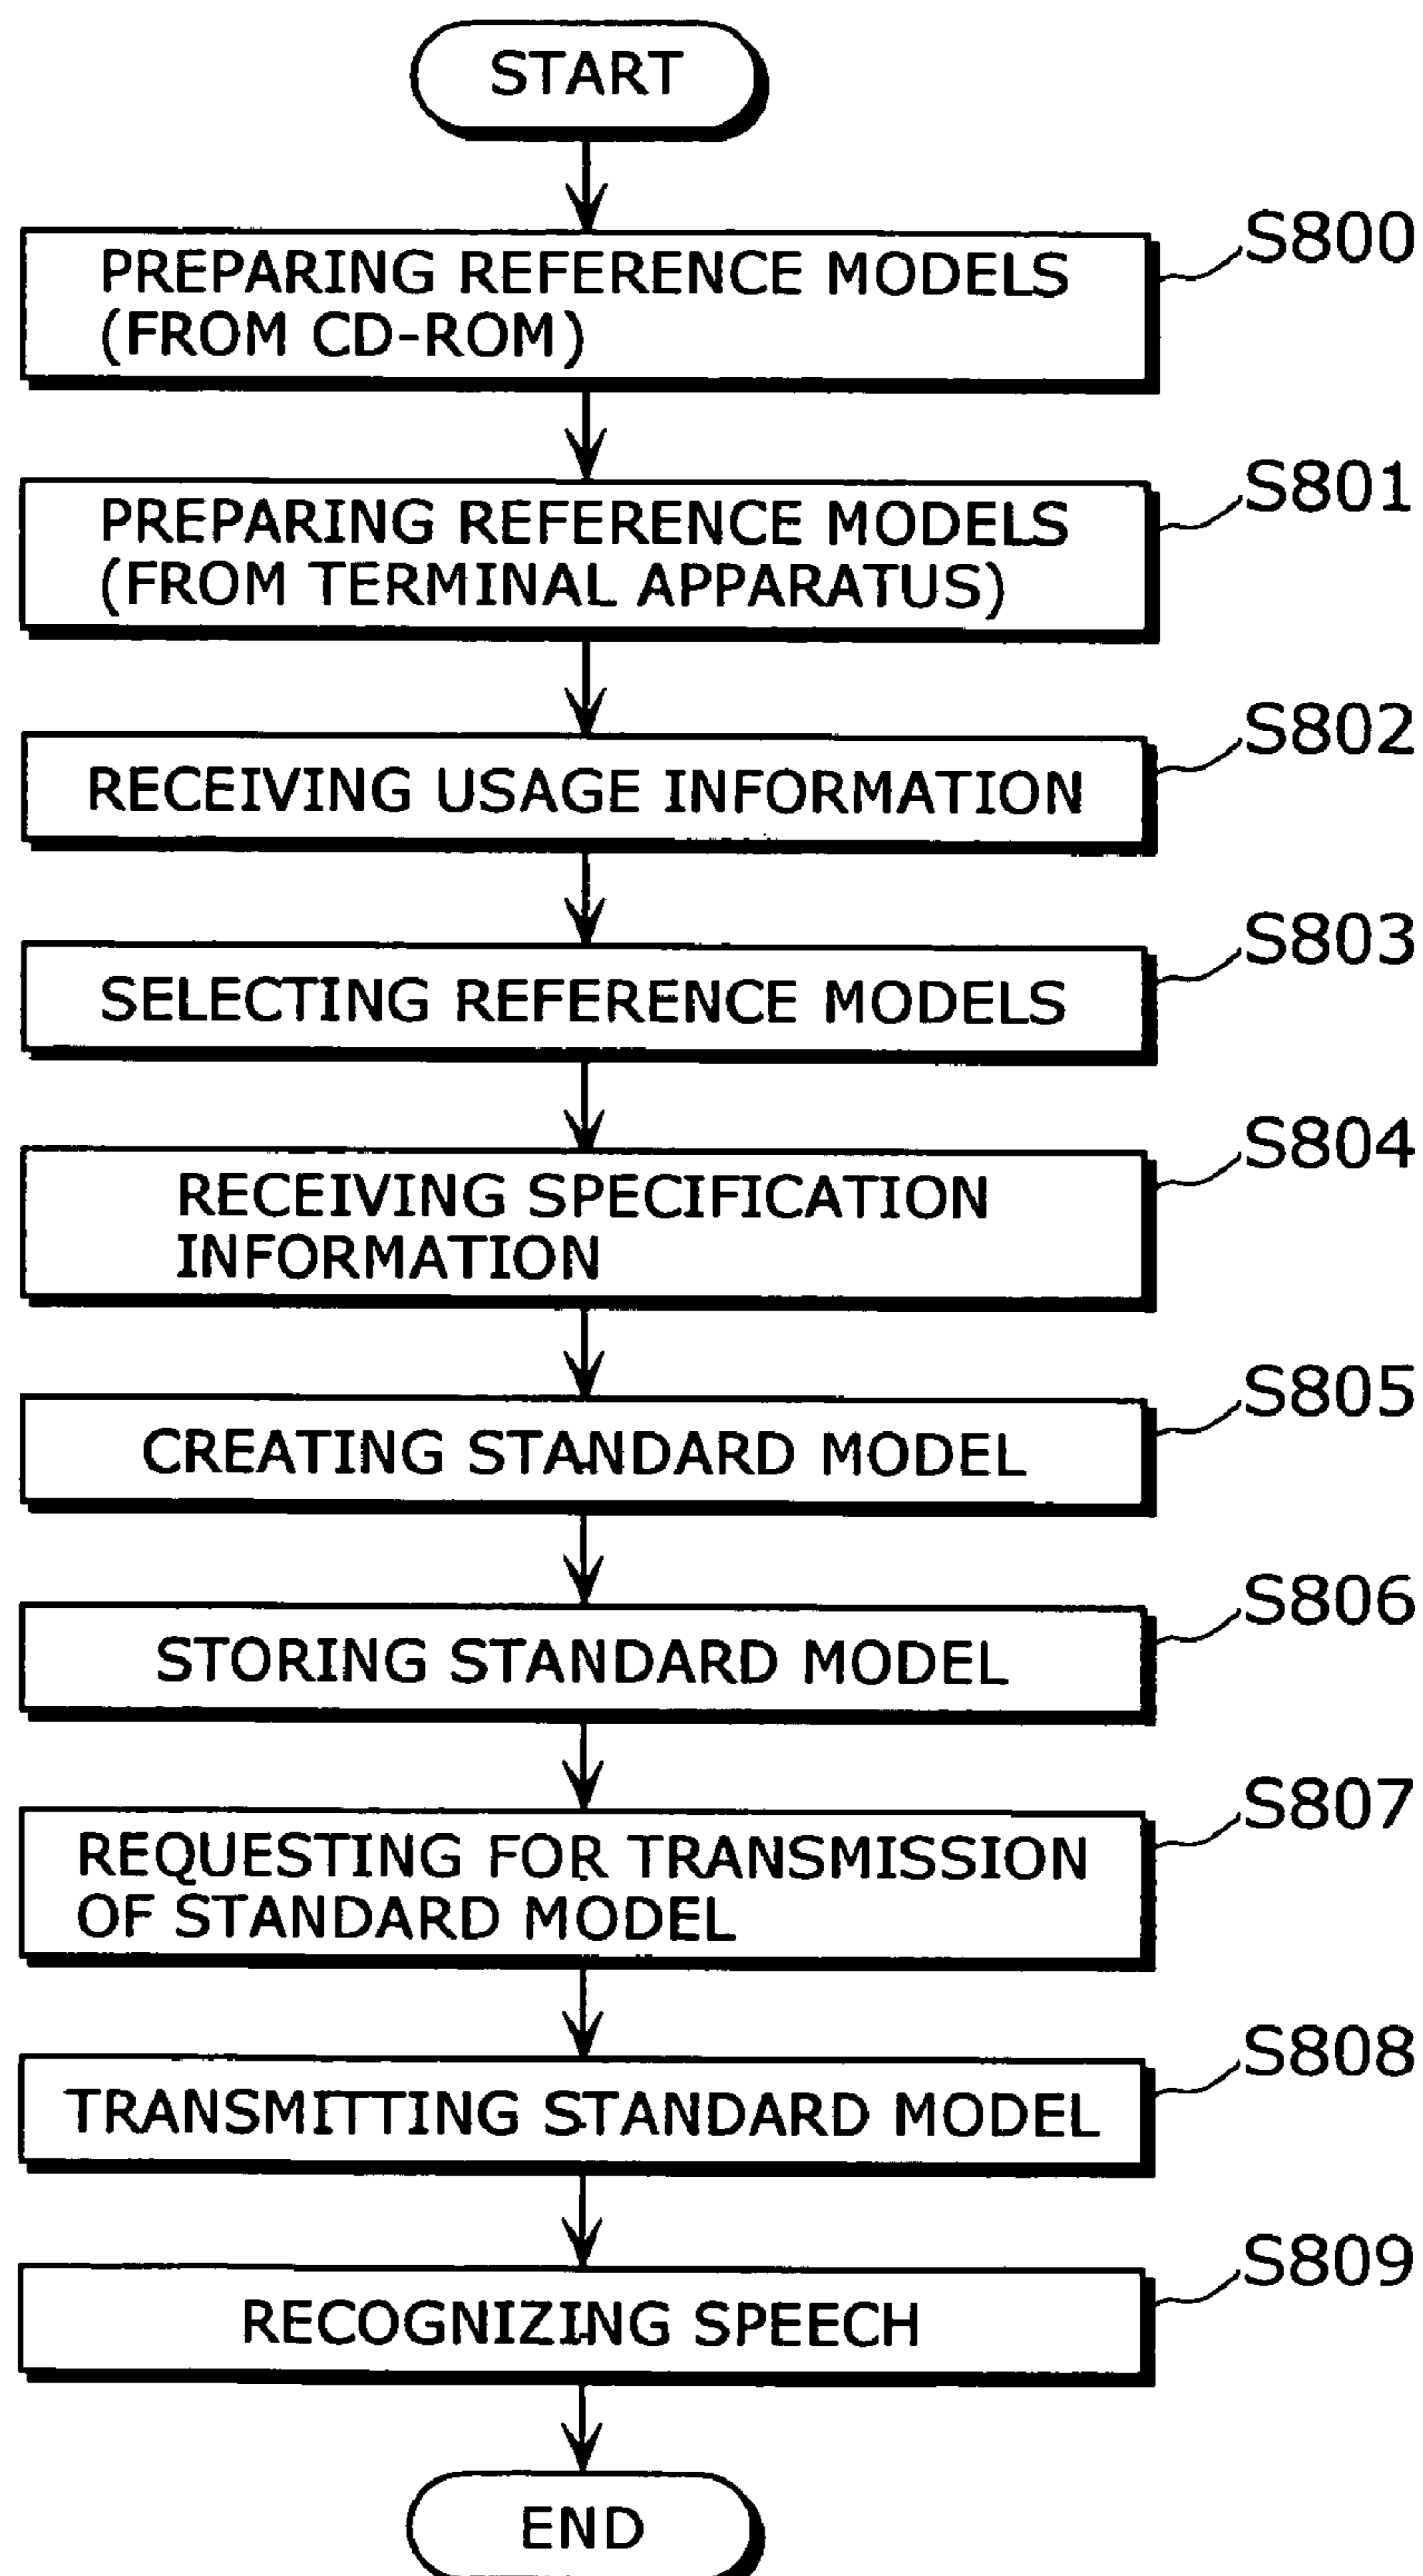 START
S800
PREPARING REFERENCE MODELS
(FROM CD-ROM)
S801
PREPARING REFERENCE MODELS
(FROM TERMINAL APPARATUS)
S802
RECEIVING USAGE INFORMATION
S803
SELECTING REFERENCE MODELS
S804
RECEIVING SPECIFICATION
INFORMATION
S805
CREATING STANDARD MODEL
S806
STORING STANDARD MODEL
S807
REQUESTING FOR TRANSMISSION
OF STANDARD MODEL
S808
TRANSMITTING STANDARD MODEL
S809
RECOGNIZING SPEECH
END